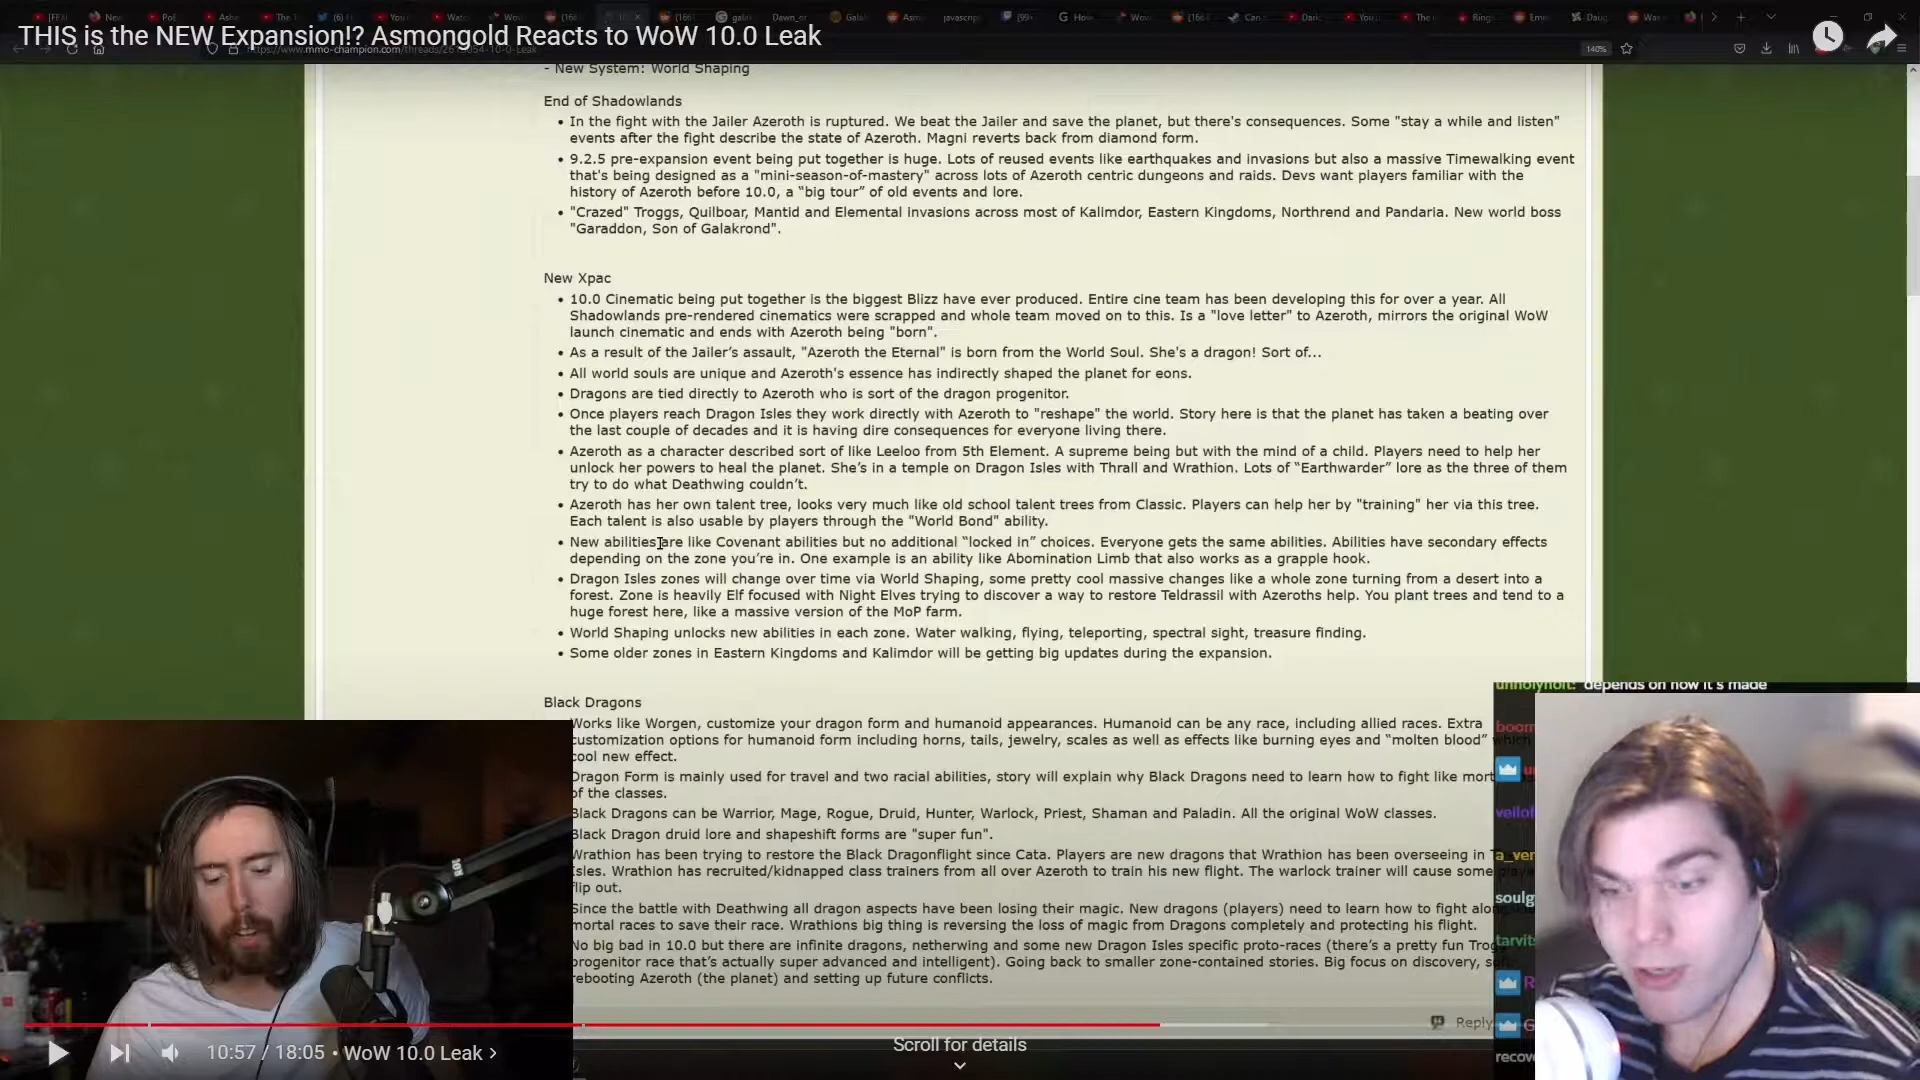 THIS is the NEW Expansion!? Asmongold Reacts to WoW 10.0 Leak
140%
- New System: World Shaping
End of Shadowlands
• In the fight with the Jailer Azeroth is ruptured. We beat the Jailer and save the planet, but there's consequences. Some "stay a while and listen"
events after the fight describe the state of Azeroth. Magni reverts back from diamond form.
• 9.2.5 pre-expansion event being put together is huge. Lots of reused events like earthquakes and invasions but also a massive Timewalking event
that's being designed as a "mini-season-of-mastery" across lots of Azeroth centric dungeons and raids. Devs want players familiar with the
history of Azeroth before 10.0, a “big tour” of old events and lore.
• "Crazed" Troggs, Quilboar, Mantid and Elemental invasions across most of Kalimdor, Eastern Kingdoms, Northrend and Pandaria. New world boss
"Garaddon, Son of Galakrond".
New Xpac
• 10.0 Cinematic being put together is the biggest Blizz have ever produced. Entire cine team has been developing this for over a year. All
Shadowlands pre-rendered cinematics were scrapped and whole team moved on to this. Is a "love letter" to Azeroth, mirrors the original WoW
launch cinematic and ends with Azeroth being "born".
• As a result of the Jailer’s assault, "Azeroth the Eternal" is born from the World Soul. She's a dragon! Sort of...
• All world souls are unique and Azeroth's essence has indirectly shaped the planet for eons.
• Dragons are tied directly to Azeroth who is sort of the dragon progenitor.
• Once players reach Dragon Isles they work directly with Azeroth to "reshape" the world. Story here is that the planet has taken a beating over
the last couple of decades and it is having dire consequences for everyone living there.
• Azeroth as a character described sort of like Leeloo from 5th Element. A supreme being but with the mind of a child. Players need to help her
unlock her powers to heal the planet. She’s in a temple on Dragon Isles with Thrall and Wrathion. Lots of “Earthwarder” lore as the three of them
try to do what Deathwing couldn’t.
• Azeroth has her own talent tree, looks very much like old school talent trees from Classic. Players can help her by "training" her via this tree.
Each talent is also usable by players through the "World Bond" ability.
• New abilities are like Covenant abilities but no additional “locked in” choices. Everyone gets the same abilities. Abilities have secondary effects
depending on the zone you’re in. One example is an ability like Abomination Limb that also works as a grapple hook.
• Dragon Isles zones will change over time via World Shaping, some pretty cool massive changes like a whole zone turning from a desert into a
forest. Zone is heavily Elf focused with Night Elves trying to discover a way to restore Teldrassil with Azeroths help. You plant trees and tend to a
huge forest here, like a massive version of the MoP farm.
• World Shaping unlocks new abilities in each zone. Water walking, flying, teleporting, spectral sight, treasure finding.
• Some older zones in Eastern Kingdoms and Kalimdor will be getting big updates during the expansion.
Black Dragons
Works like Worgen, customize your dragon form and humanoid appearances. Humanoid can be any race, including allied races. Extra
customization options for humanoid form including horns, tails, jewelry, scales as well as effects like burning eyes and “molten blood”
cool new effect.
Dragon Form is mainly used for travel and two racial abilities, story will explain why Black Dragons need to learn how to fight like mort
of the classes.
Black Dragons can be Warrior, Mage, Rogue, Druid, Hunter, Warlock, Priest, Shaman and Paladin. All the original WoW classes.
Black Dragon druid lore and shapeshift forms are "super fun".
Wrathion has been trying to restore the Black Dragonflight since Cata. Players are new dragons that Wrathion has been overseeing in
Isles. Wrathion has recruited/kidnapped class trainers from all over Azeroth to train his new flight. The warlock trainer will cause some
flip out.
Since the battle with Deathwing all dragon aspects have been losing their magic. New dragons (players) need to learn how to fight
mortal races to save their race. Wrathions big thing is reversing the loss of magic from Dragons completely and protecting his flight.
No big bad in 10.0 but there are infinite dragons, netherwing and some new Dragon Isles specific proto-races (there’s a pretty fun
progenitor race that’s actually super advanced and intelligent). Going back to smaller zone-contained stories. Big focus on discovery,
rebooting Azeroth (the planet) and setting up future conflicts.
Reply
unholyholt: depends on how it's made
boom
veilof
a_ver
soulg
tarvits
R
G
recove
10:57 / 18:05 • WoW 10.0 Leak >
Scroll for details